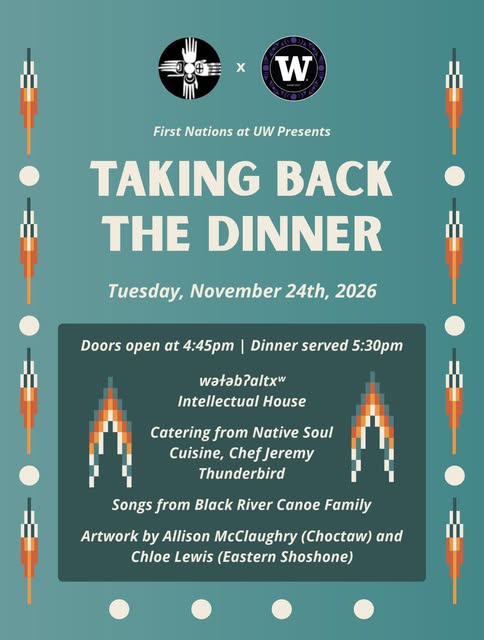 x
W
First Nations at UW Presents
TAKING BACK
THE DINNER
Tuesday, November 24th, 2026
Doors open at 4:45pm | Dinner served 5:30pm
wəɫəbʔaltxʷ
Intellectual House
Catering from Native Soul
Cuisine, Chef Jeremy
Thunderbird
Songs from Black River Canoe Family
Artwork by Allison McClaughry (Choctaw) and
Chloe Lewis (Eastern Shoshone)